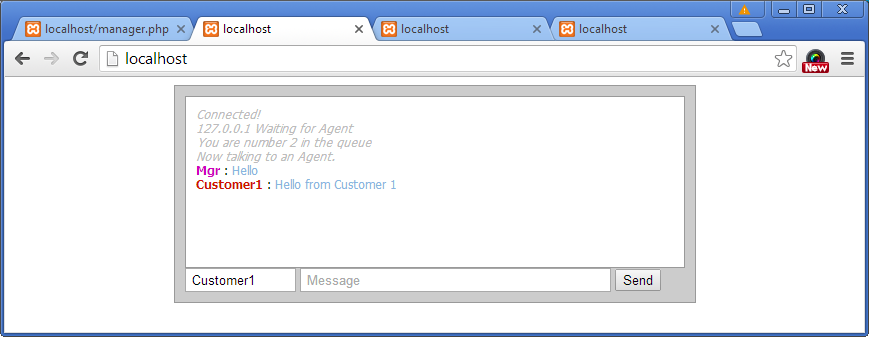 localhost/manager.php
localhost
localhost
localhost
localhost
New
Connected!
127.0.0.1 Waiting for Agent
You are number 2 in the queue
Now talking to an Agent.
Mgr : Hello
Customer1 : Hello from Customer 1
Customer1 Message Send